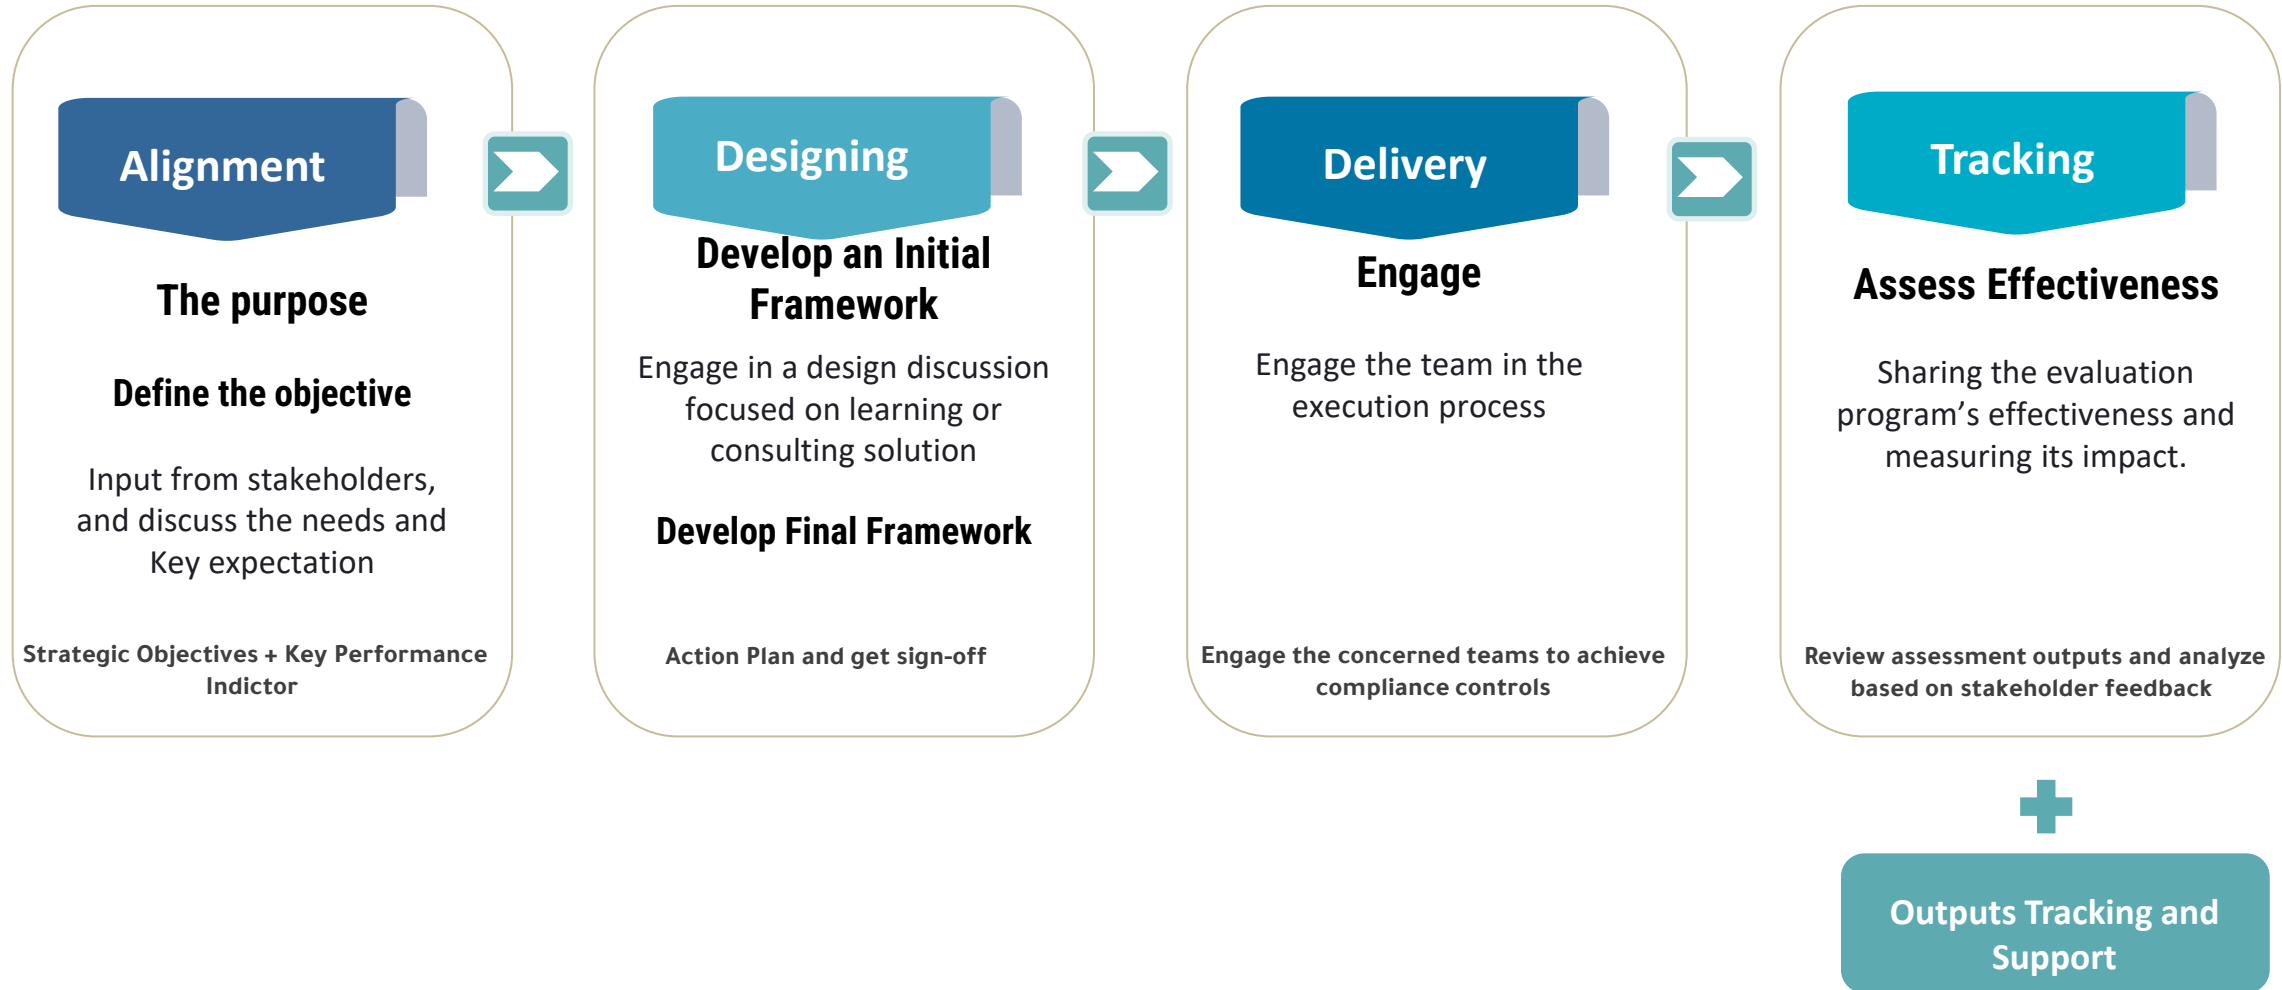 Alignment
The purpose
Define the objective
Input from stakeholders,
and discuss the needs and
Key expectation
Strategic Objectives + Key Performance
Indictor
Designing
Develop an Initial
Framework
Engage in a design discussion
focused on learning or
consulting solution
Develop Final Framework
Action Plan and get sign-off
Delivery
Engage
Engage the team in the
execution process
Engage the concerned teams to achieve
compliance controls
Tracking
Assess Effectiveness
Sharing the evaluation
program’s effectiveness and
measuring its impact.
Review assessment outputs and analyze
based on stakeholder feedback
Outputs Tracking and
Support